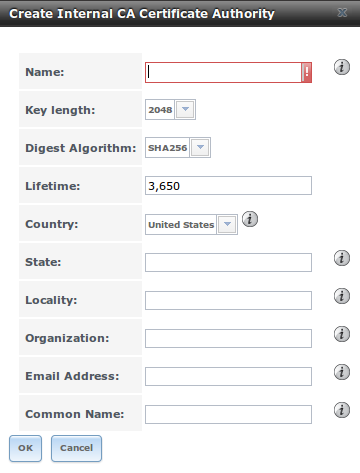 Create Internal CA Certificate Authority
Name:
Key length: 2048
Digest Algorithm: SHA256
Lifetime: 3,650
Country: United States
State:
Locality:
Organization:
Email Address:
Common Name:
OK Cancel